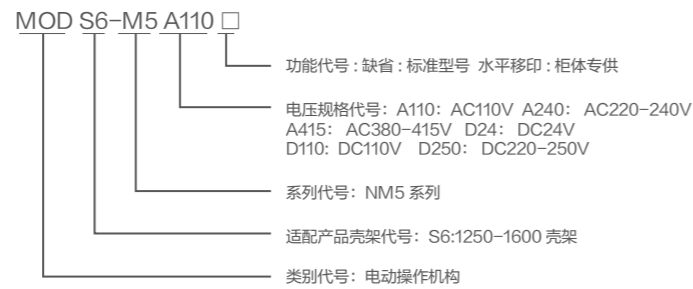 MOD S6-M5 A110 □
功能代号：缺省：标准型号 水平移印：柜体专供
电压规格代号：A110：AC110V A240： AC220-240V
A415： AC380-415V D24： DC24V
D110: DC110V D250： DC220-250V
系列代号：NM5 系列
适配产品壳架代号：S6:1250-1600 壳架
类别代号：电动操作机构